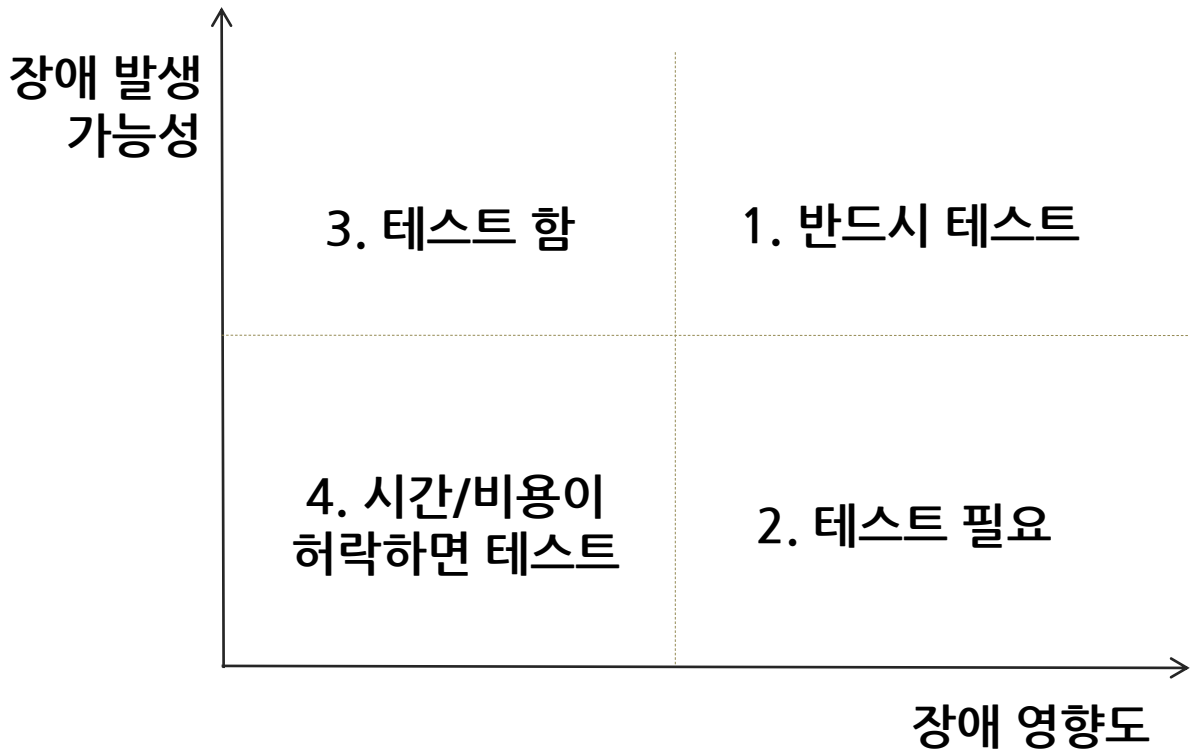 장애 발생
가능성
3. 테스트 함
1. 반드시 테스트
4. 시간/비용이
허락하면 테스트
2. 테스트 필요
장애 영향도